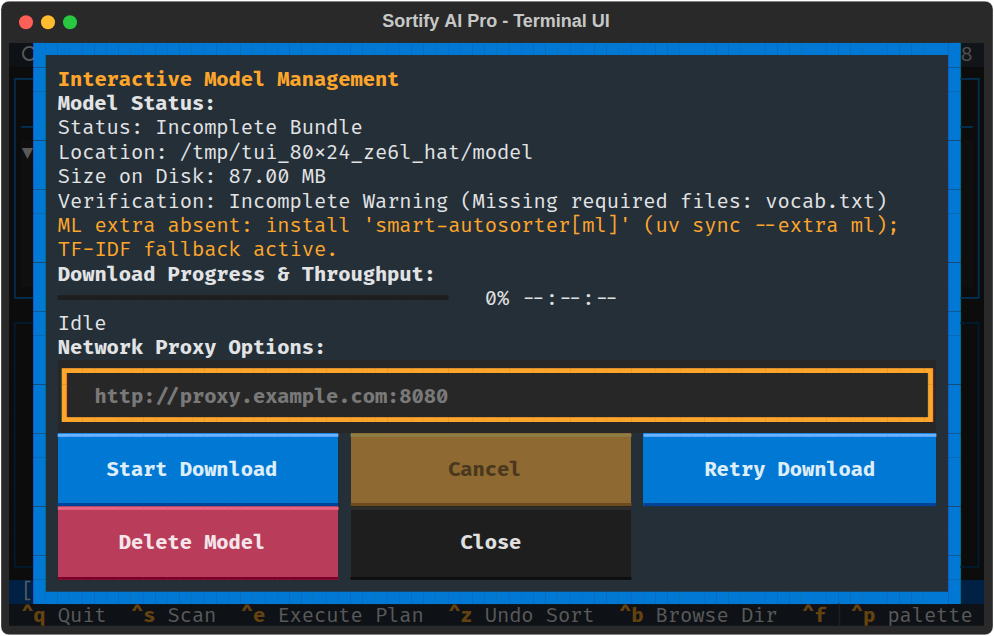 Sortify AI Pro - Terminal UI
8
Interactive Model Management
Model Status:
Status: Incomplete Bundle
Location: /tmp/tui_80×24_ze6l_hat/model
Size on Disk: 87.00 MB
Verification: Incomplete Warning (Missing required files: vocab.txt)
ML extra absent: install 'smart-autosorter[ml]' (uv sync --extra ml);
TF-IDF fallback active.
Download Progress & Throughput:
0% --:--:--
Idle
Network Proxy Options:
http://proxy.example.com:8080
Start Download Cancel Retry Download
Delete Model Close
[
^q Quit ^s Scan ^e Execute Plan ^z Undo Sort ^b Browse Dir ^f ^p palette